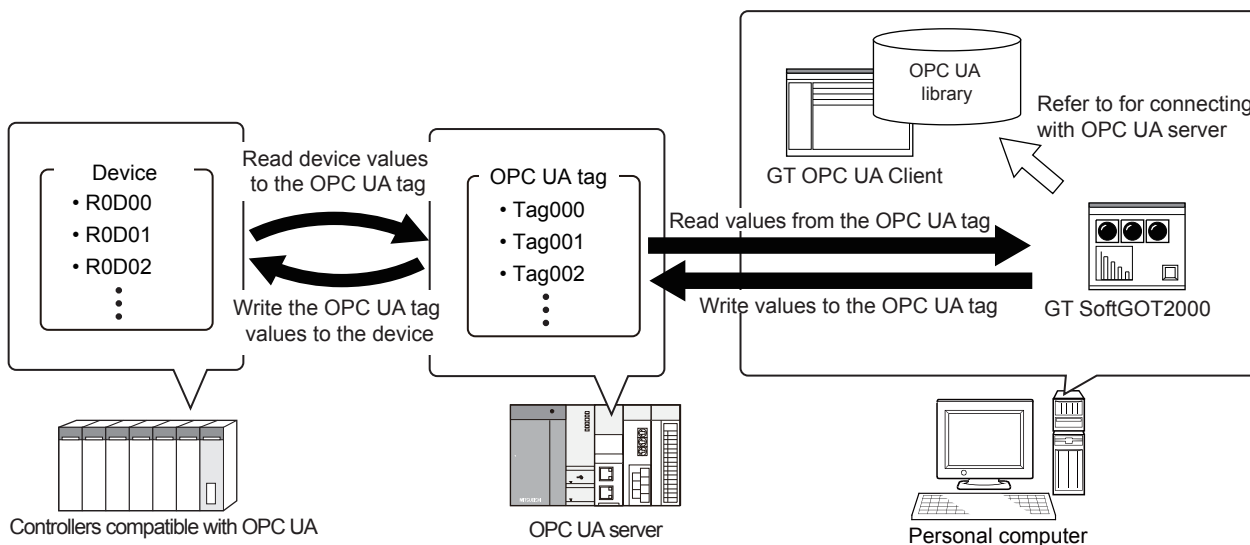 OPC UA
library
Refer to for connecting
with OPC UA server
GT OPC UA Client
Device
• R0D00
• R0D01
• R0D02
Read device values
to the OPC UA tag
Write the OPC UA tag
values to the device
OPC UA tag
• Tag000
• Tag001
• Tag002
Read values from the OPC UA tag
Write values to the OPC UA tag
GT SoftGOT2000
Controllers compatible with OPC UA
OPC UA server
Personal computer